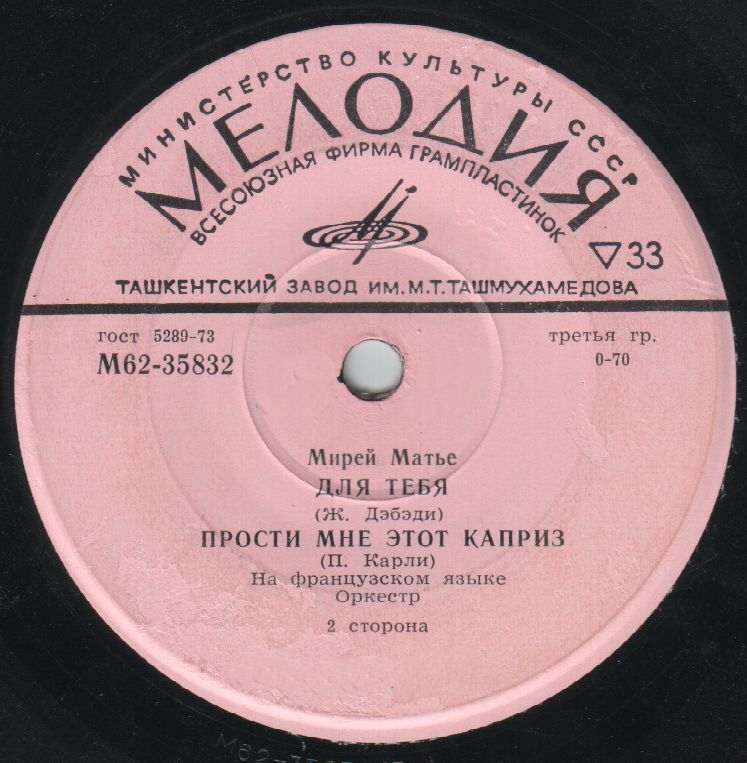 МИНИСТЕРСТВО КУЛЬТУРЫ СССР
МЕЛОДИЯ
ВСЕСОЮЗНАЯ ФИРМА ГРАМПЛАСТИНОК
33
ТАШКЕНТСКИЙ ЗАВОД ИМ. М.Т. ТАШМУХАМЕДОВА
гост 5289-73
третья гр.
М62-35832
0-70
Мирей Матье
ДЛЯ ТЕБЯ
(Ж. Дэбэди)
ПРОСТИ МНЕ ЭТОТ КАПРИЗ
(П. Карли)
На французском языке
Оркестр
2 сторона